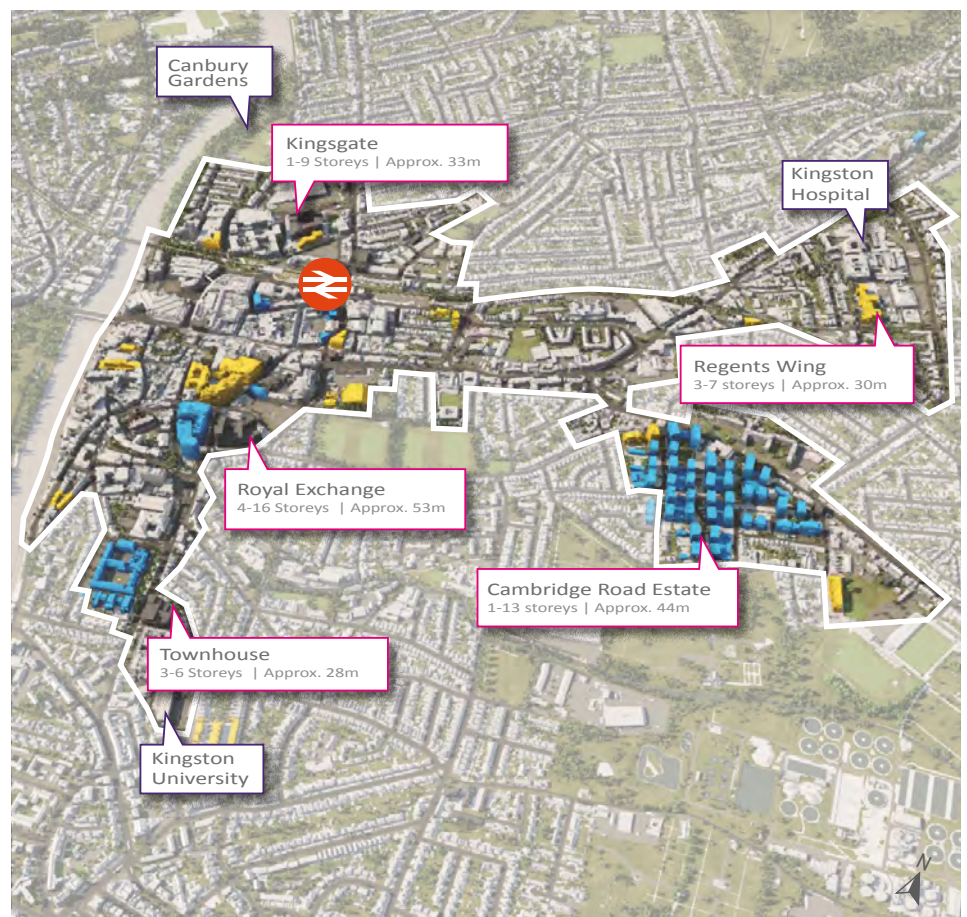 Canbury
Gardens
Kingsgate
1-9 Storeys | Approx. 33m
Kingston
Hospital
Regents Wing
3-7 storeys | Approx. 30m
Royal Exchange
4-16 Storeys | Approx. 53m
Cambridge Road Estate
1-13 storeys | Approx. 44m
Townhouse
3-6 Storeys | Approx. 28m
Kingston
University
N